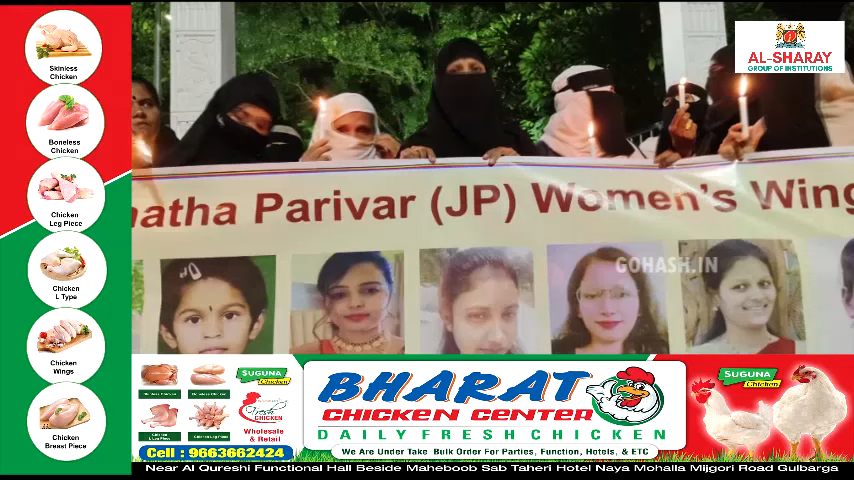 Skinless
Chicken
Boneless
Chicken
Chicken
Leg Piece
Chicken
L Type
Chicken
Wings
Chicken
Breast Piece
AL-SHARAY
GROUP OF INSTITUTIONS
natha Parivar (JP) Women's Wing
GOHASH.IN
SUGUNA
Chicken
Fresh
CHICKEN
Wholesale
& Retail
Cell : 9663662424
BHARAT
CHICKEN CENTER
DAILY FRESH CHICKEN
We Are Under Take Bulk Order For Parties, Function, Hotels, & ETC
SUGUNA
Chicken
Near Al Qureshi Functional Hall Beside Maheboob Sab Taheri Hotel Naya Mohalla Mijgori Road Gulbarga